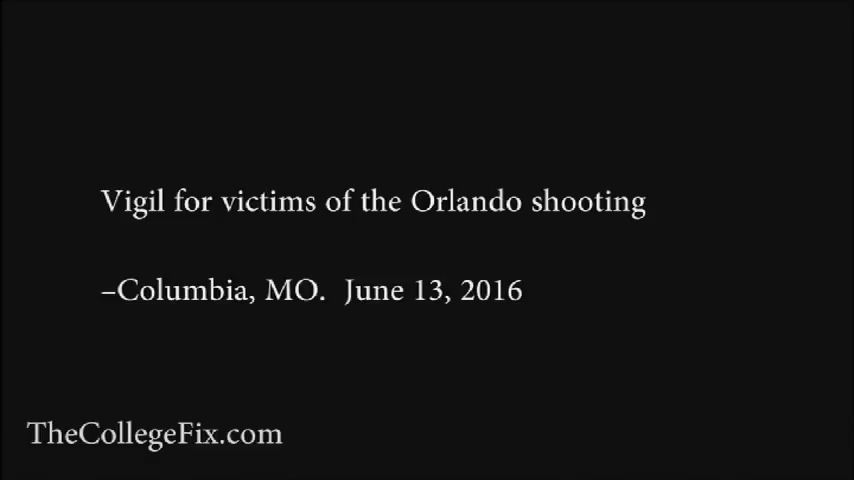 Vigil for victims of the Orlando shooting
–Columbia, MO. June 13, 2016
TheCollegeFix.com